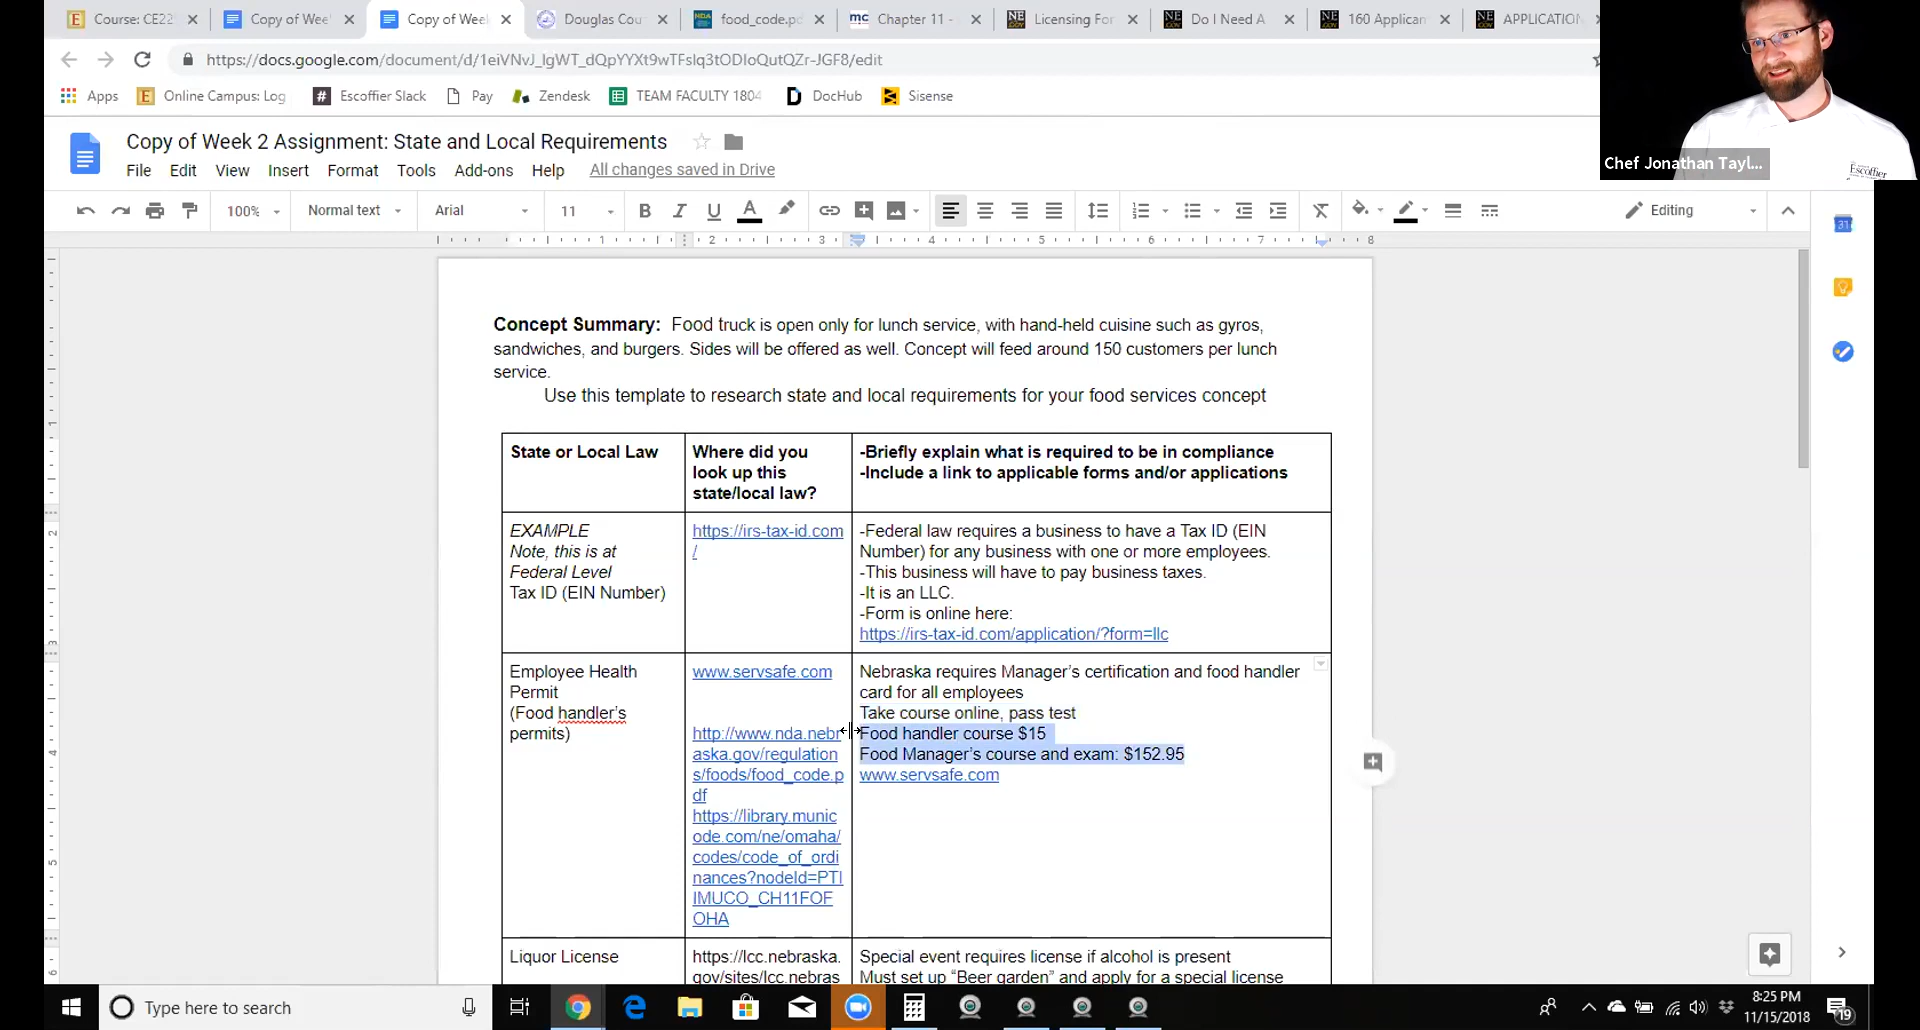 Course: CE22
Copy of Wee
Copy of Wee
Douglas Cou
food_code.pd
Chapter 11 -
Licensing For
Do I Need A
160 Applican
APPLICATION
https://docs.google.com/document/d/1eiVNvJ_lgWT_dQpYYXt9wTFslq3tODIoQutQZr-JGF8/edit
Apps
Online Campus: Log
Escoffier Slack
Pay
Zendesk
TEAM FACULTY 1804
DocHub
Sisense
Chef Jonathan Tayl...
Escoffier
Copy of Week 2 Assignment: State and Local Requirements
File Edit View Insert Format Tools Add-ons Help All changes saved in Drive
100% Normal text Arial 11 B I U A Editing
1 2 3 4 5 6 7 8
Concept Summary: Food truck is open only for lunch service, with hand-held cuisine such as gyros,
sandwiches, and burgers. Sides will be offered as well. Concept will feed around 150 customers per lunch
service.
Use this template to research state and local requirements for your food services concept
State or Local Law
Where did you
look up this
state/local law?
-Briefly explain what is required to be in compliance
-Include a link to applicable forms and/or applications
EXAMPLE
Note, this is at
Federal Level
Tax ID (EIN Number)
https://irs-tax-id.com
/
-Federal law requires a business to have a Tax ID (EIN
Number) for any business with one or more employees.
-This business will have to pay business taxes.
-It is an LLC.
-Form is online here:
https://irs-tax-id.com/application/?form=llc
Employee Health
Permit
(Food handler's
permits)
www.servsafe.com
http://www.nda.nebr
aska.gov/regulation
s/foods/food_code.p
df
https://library.munic
ode.com/ne/omaha/
codes/code_of_ordi
nances?nodeId=PTI
IMUCO_CH11FOF
OHA
Nebraska requires Manager's certification and food handler
card for all employees
Take course online, pass test
Food handler course $15
Food Manager's course and exam: $152.95
www.servsafe.com
Liquor License
https://lcc.nebraska.
gov/sites/lcc.nebras
Special event requires license if alcohol is present
Must set up "Beer garden" and apply for a special license
Type here to search
8:25 PM
11/15/2018
19